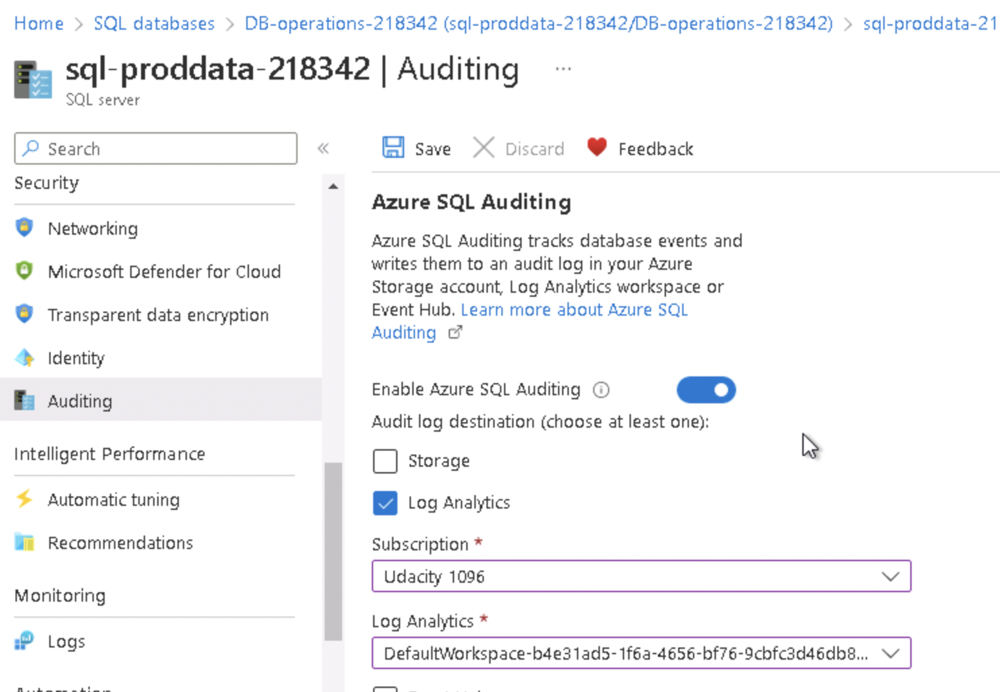 Home > SQL databases > DB-operations-218342 (sql-proddata-218342/DB-operations-218342) > sql-proddata-21
sql-proddata-218342 | Auditing ...
SQL server
Search «
Save Discard Feedback
Security
Networking
Microsoft Defender for Cloud
Transparent data encryption
Identity
Auditing
Intelligent Performance
Automatic tuning
Recommendations
Monitoring
Logs
Automation
Azure SQL Auditing
Azure SQL Auditing tracks database events and
writes them to an audit log in your Azure
Storage account, Log Analytics workspace or
Event Hub. Learn more about Azure SQL
Auditing
Enable Azure SQL Auditing
Audit log destination (choose at least one):
Storage
Log Analytics
Subscription *
Udacity 1096
Log Analytics *
DefaultWorkspace-b4e31ad5-1f6a-4656-bf76-9cbfc3d46db8...